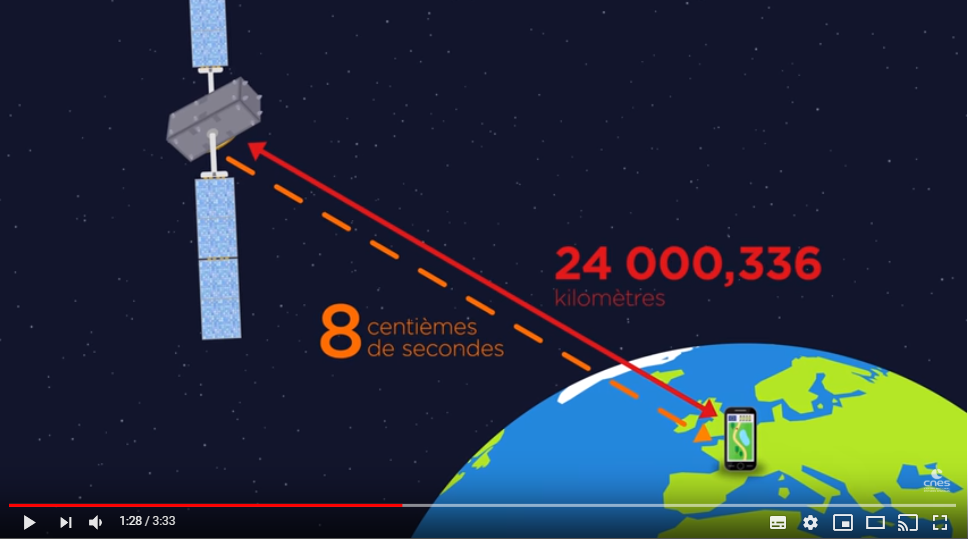 24 000,336
kilomètres
8 centièmes
de secondes
cnes
1:28 / 3:33